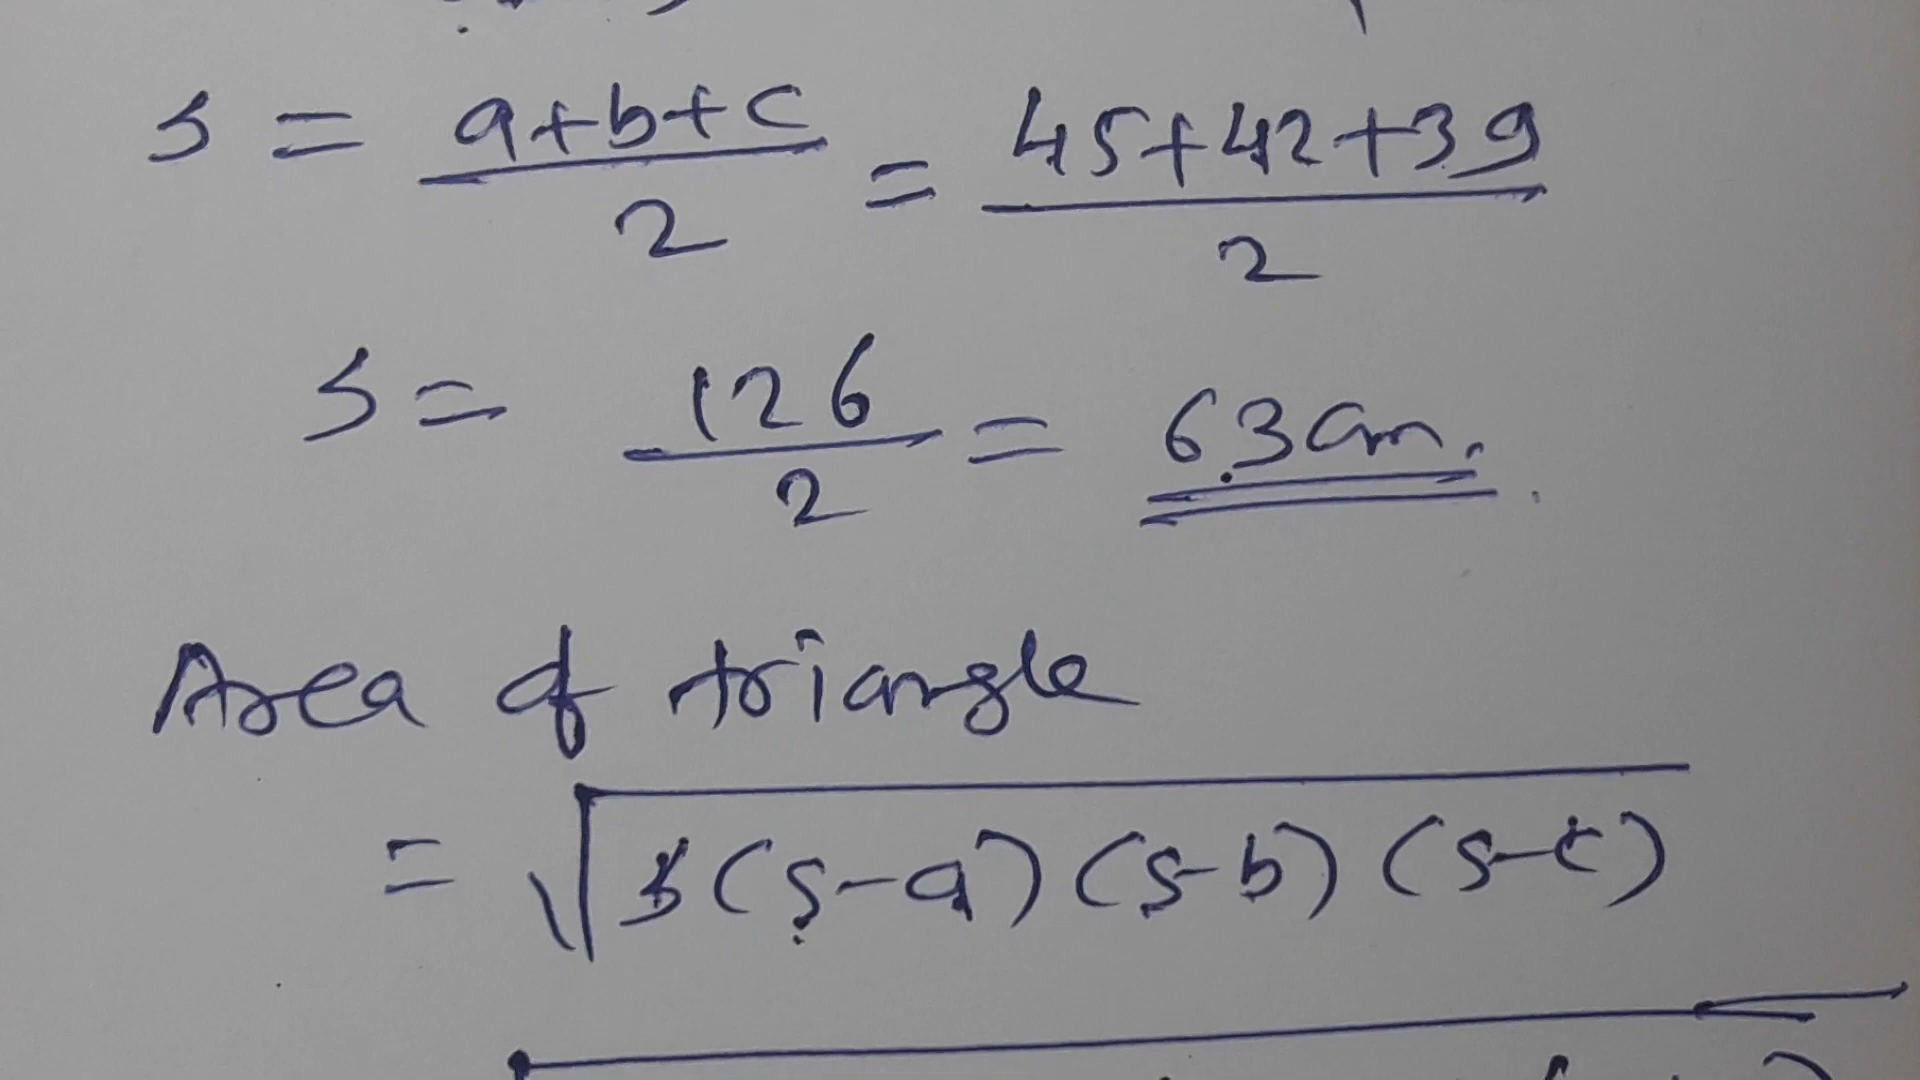 s = a+b+c/2 = 45+42+39/2
s = 126/2 = 63cm.
Area of triangle
= √s(s-a)(s-b)(s-c)